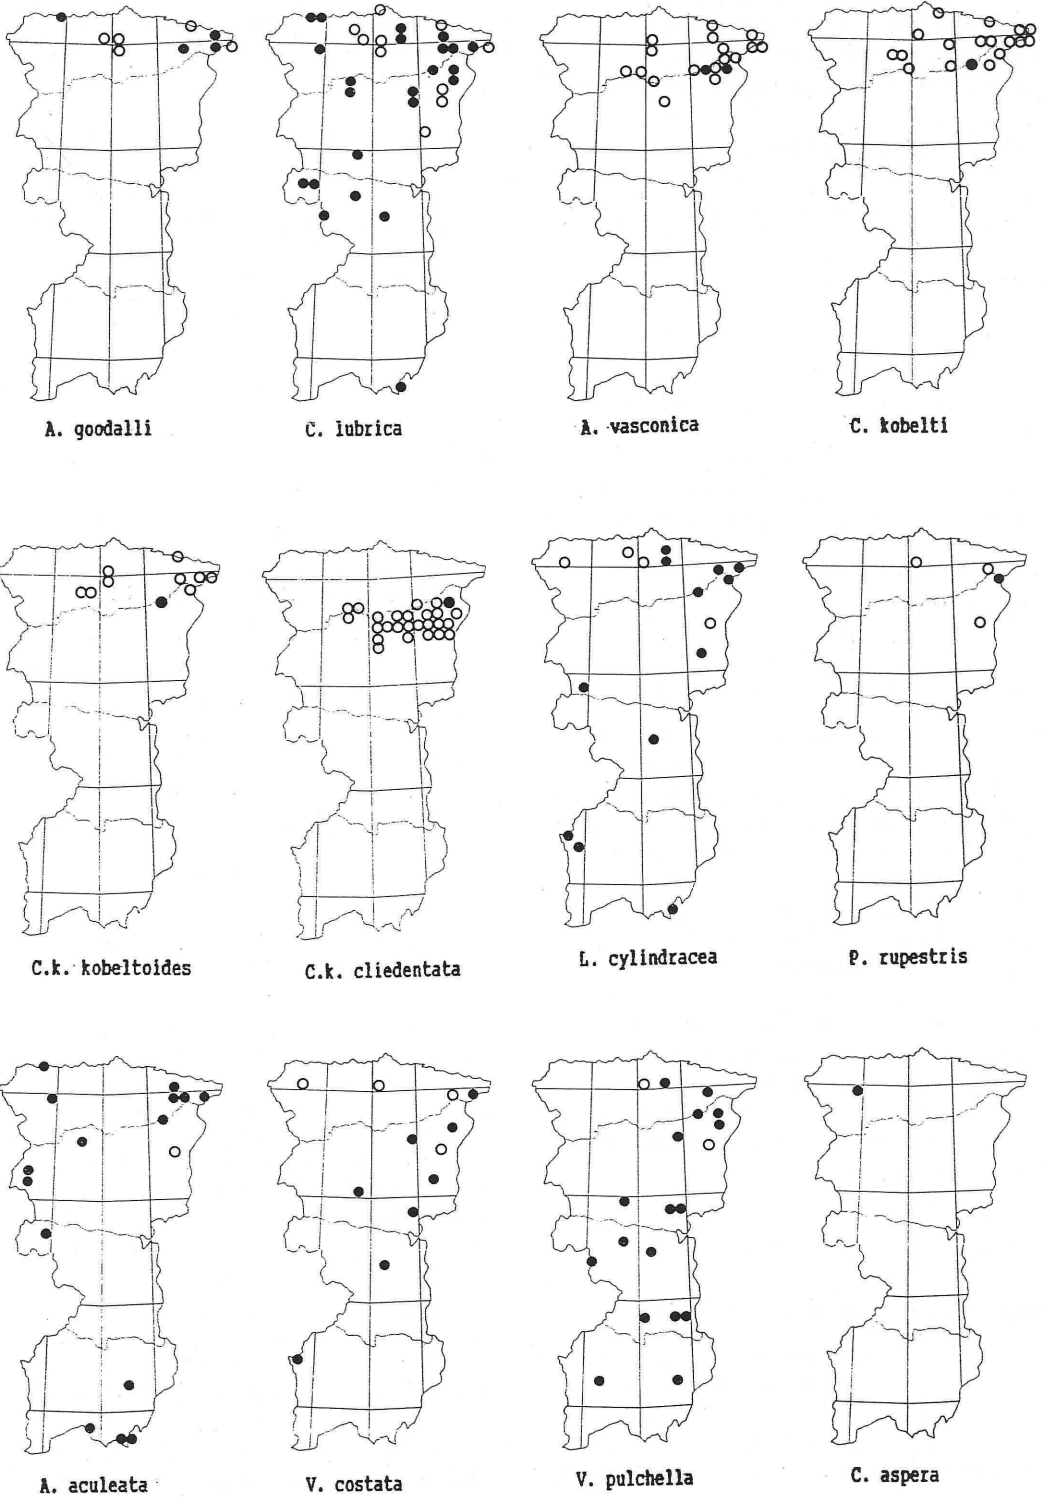 A. goodalli
C. lubrica
A. vasconica
C. kobelti
C.k. kobeltoides
C.k. cliedentata
L. cylindracea
P. rupestris
A. aculeata
V. costata
V. pulchella
C. aspera